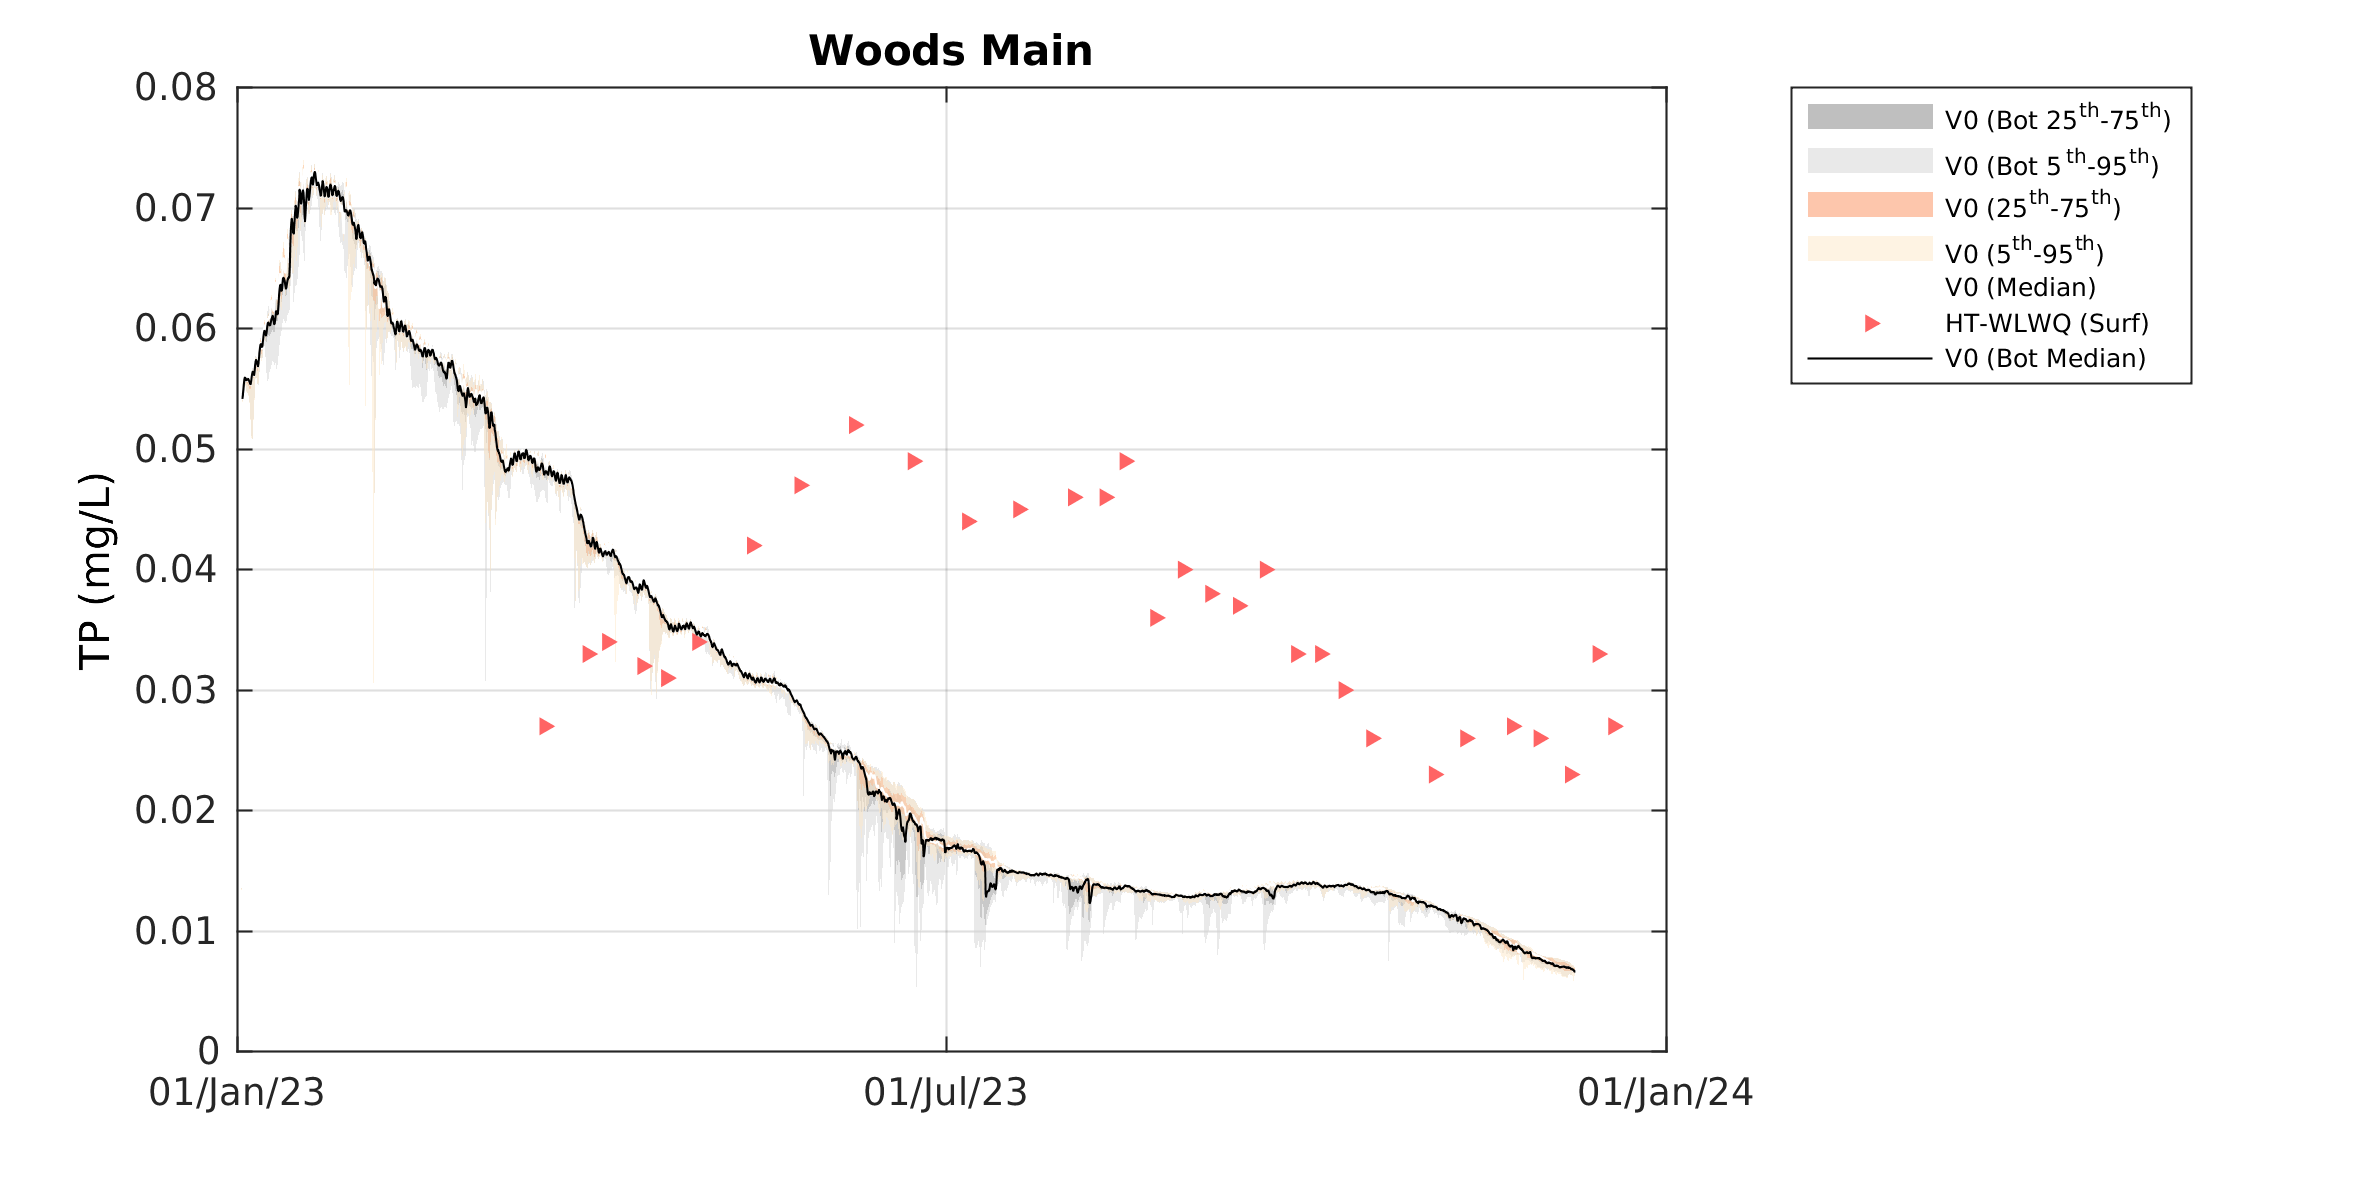 Woods Main
0.08
0.07
0.06
0.05
0.04
0.03
0.02
0.01
0
TP (mg/L)
01/Jan/23
01/Jul/23
01/Jan/24
V0 (Bot 25th-75th)
V0 (Bot 5th-95th)
V0 (25th-75th)
V0 (5th-95th)
V0 (Median)
HT-WLWQ (Surf)
V0 (Bot Median)